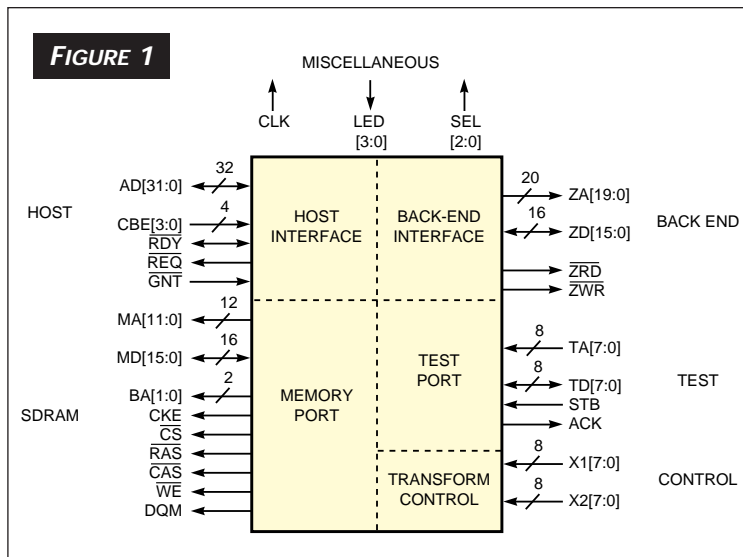 FIGURE 1
MISCELLANEOUS
CLK
LED
[3:0]
SEL
[2:0]
HOST
AD[31:0]
32
CBE[3:0]
4
RDY
REQ
GNT
HOST
INTERFACE
BACK-END
INTERFACE
20
ZA[19:0]
16
ZD[15:0]
ZRD
ZWR
BACK END
SDRAM
MA[11:0]
12
MD[15:0]
16
BA[1:0]
2
CKE
CS
RAS
CAS
WE
DQM
MEMORY
PORT
TEST
PORT
8
TA[7:0]
8
TD[7:0]
STB
ACK
TEST
TRANSFORM
CONTROL
8
X1[7:0]
8
X2[7:0]
CONTROL